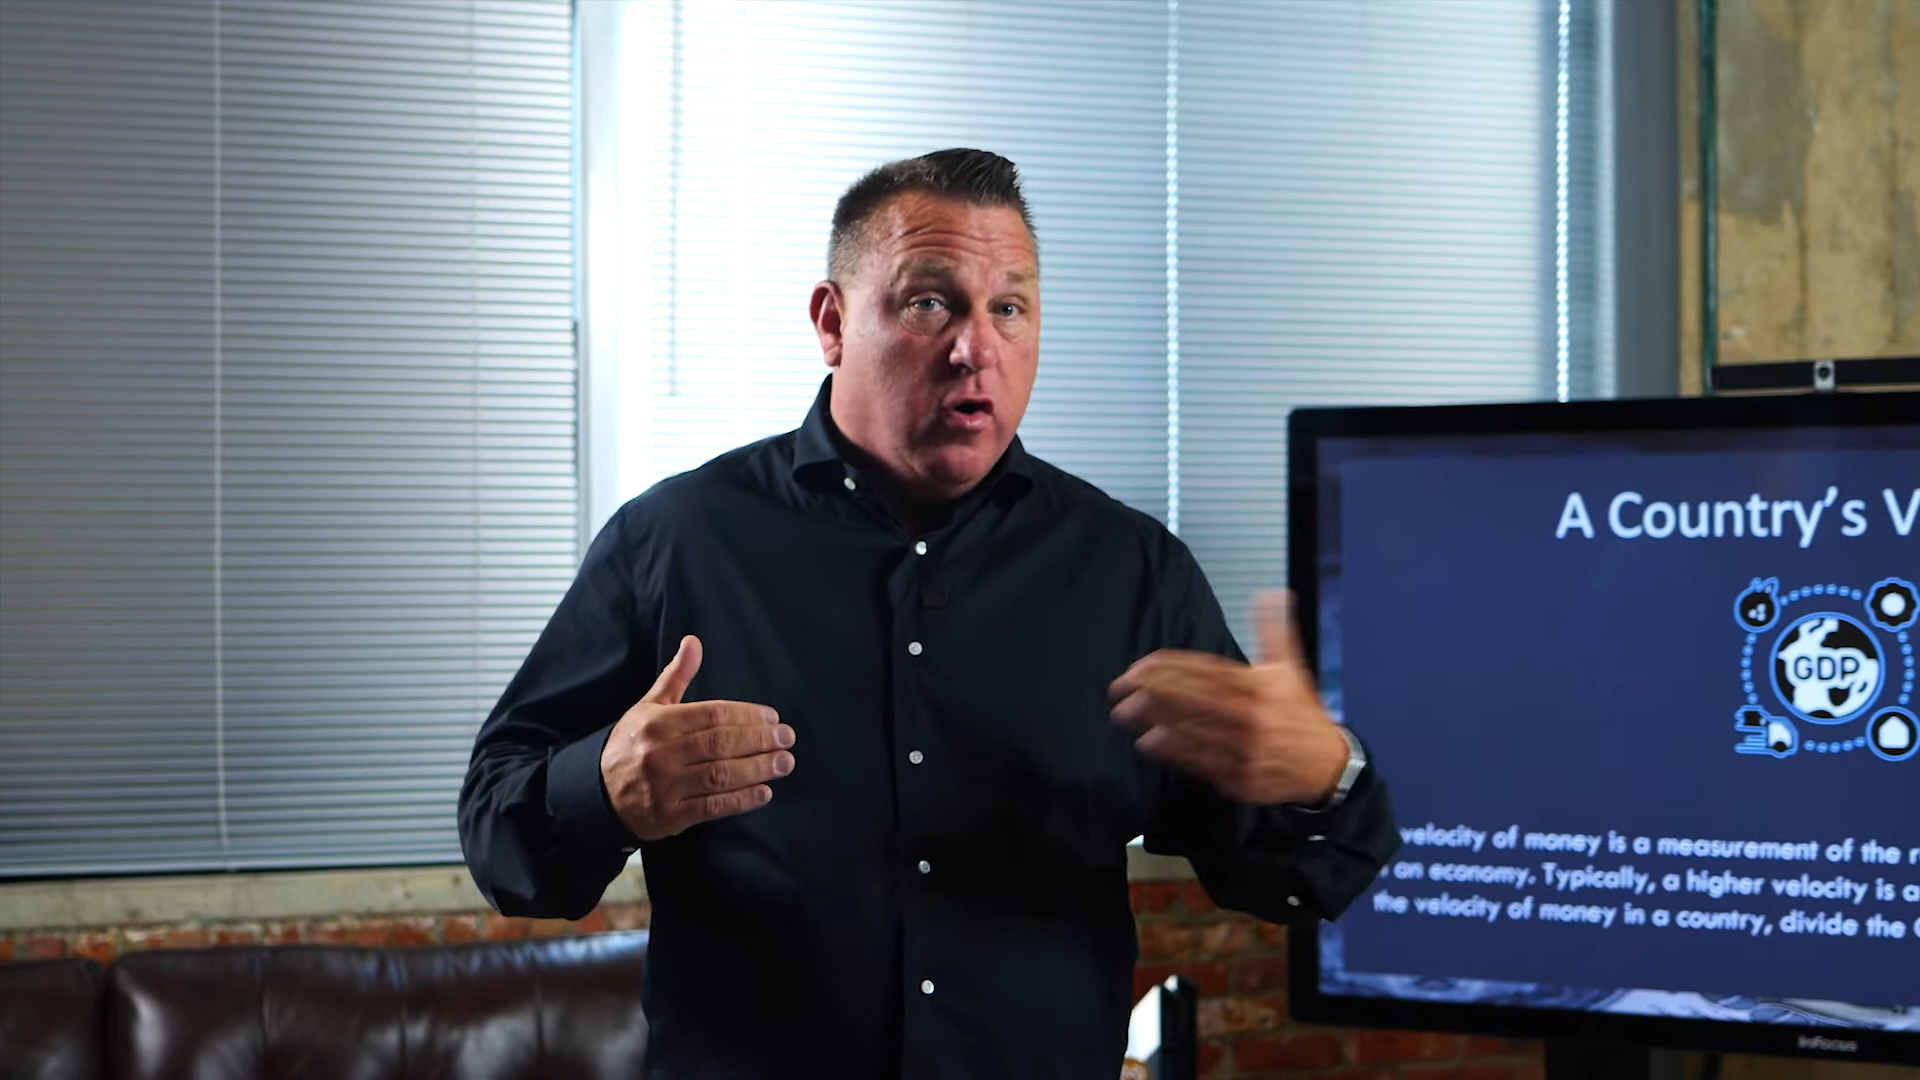 A Country's V
GDP
velocity of money is a measurement of the r
an economy. Typically, a higher velocity is a
the velocity of money in a country, divide the
InFocus